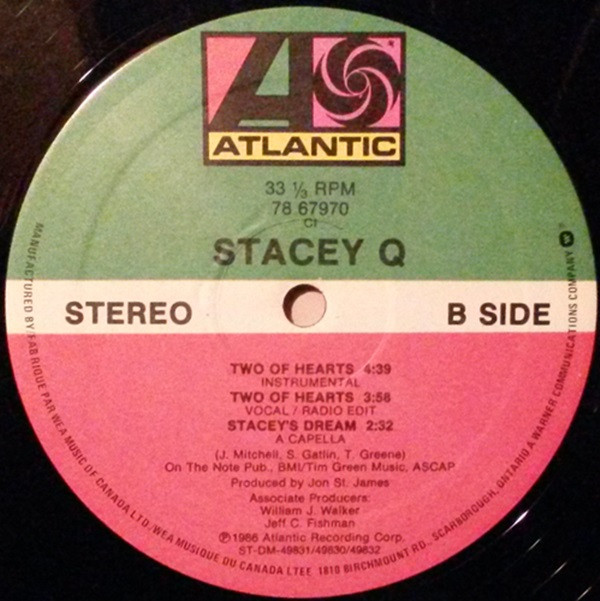 ATLANTIC
33 ⅓ RPM
78 67970
CI
STACEY Q
STEREO
B SIDE
TWO OF HEARTS 4:39
INSTRUMENTAL
TWO OF HEARTS 3:58
VOCAL / RADIO EDIT
STACEY'S DREAM 2:32
A CAPELLA
(J. Mitchell, S. Gatlin, T. Greene)
On The Note Pub., BMI/Tim Green Music, ASCAP
Produced by Jon St. James
Associate Producers:
William J. Walker
Jeff C. Fishman
℗1986 Atlantic Recording Corp.
ST-DM-49831/49830/49832
MANUFACTURED BY/FABRIQUE PAR WEA MUSIC OF CANADA LTD./WEA MUSIQUE DU CANADA LTEE 1810 BIRCHMOUNT RD., SCARBOROUGH, ONTARIO A WARNER COMMUNICATIONS COMPANY